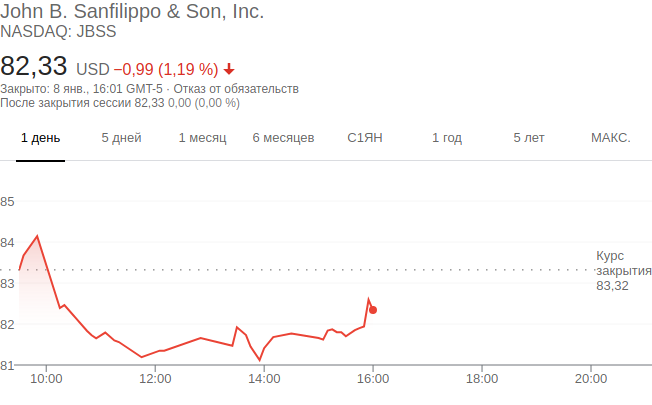 John B. Sanfilippo & Son, Inc.
NASDAQ: JBSS
82,33 USD −0,99 (1,19 %)
Закрыто: 8 янв., 16:01 GMT-5 · Отказ от обязательств
После закрытия сессии 82,33 0,00 (0,00 %)
1 день 5 дней 1 месяц 6 месяцев С1ЯН 1 год 5 лет МАКС.
85
84
Курс
закрытия
83,32
83
82
81
10:00 12:00 14:00 16:00 18:00 20:00